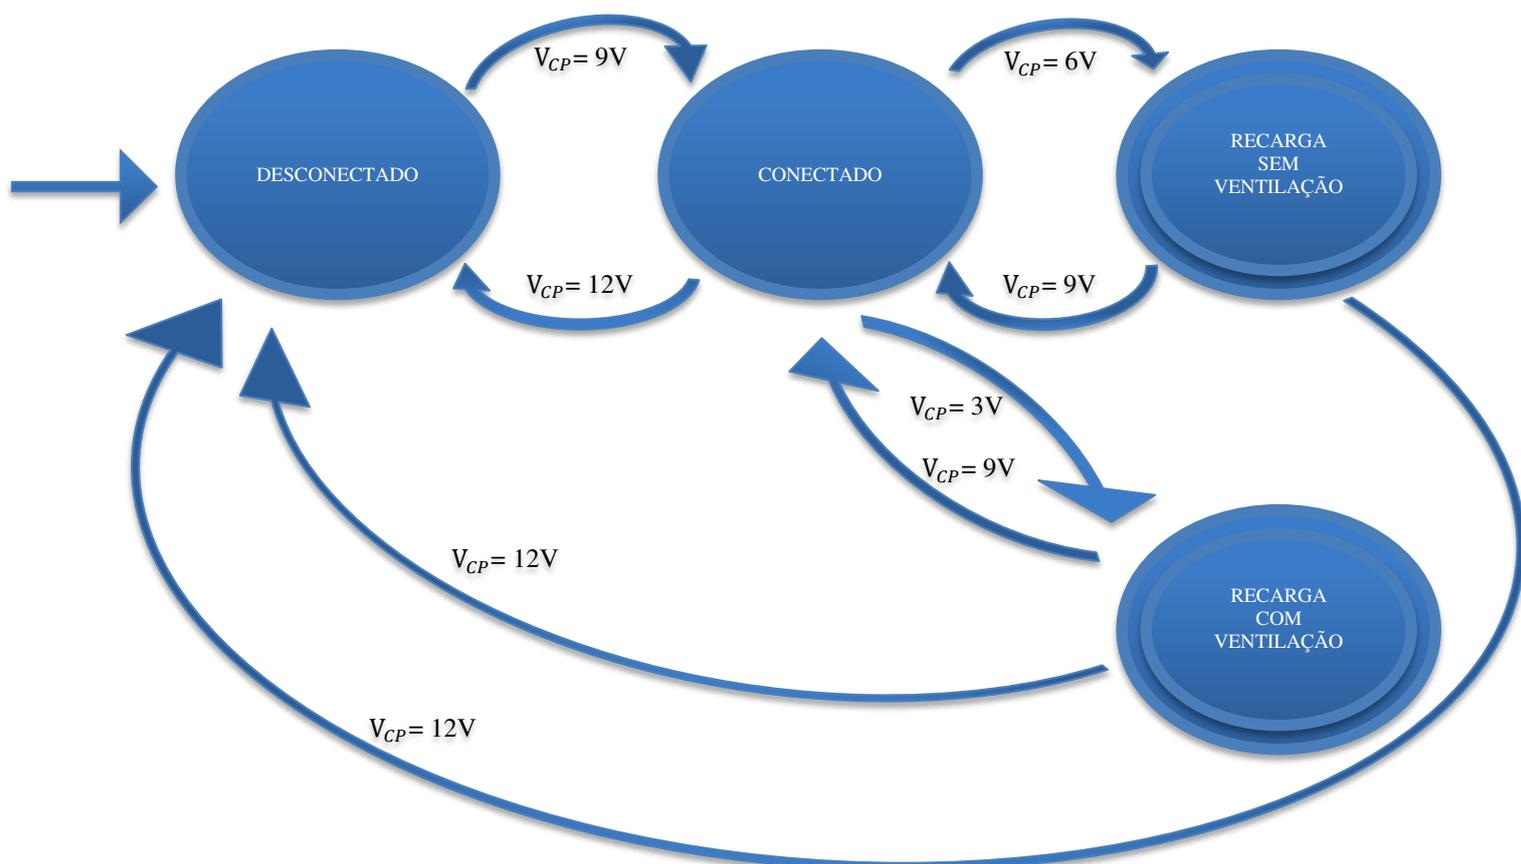 V_CP= 9V
V_CP= 6V
DESCONECTADO
CONECTADO
RECARGA
SEM
VENTILAÇÃO
V_CP= 12V
V_CP= 9V
V_CP= 3V
V_CP= 9V
V_CP= 12V
RECARGA
COM
VENTILAÇÃO
V_CP= 12V